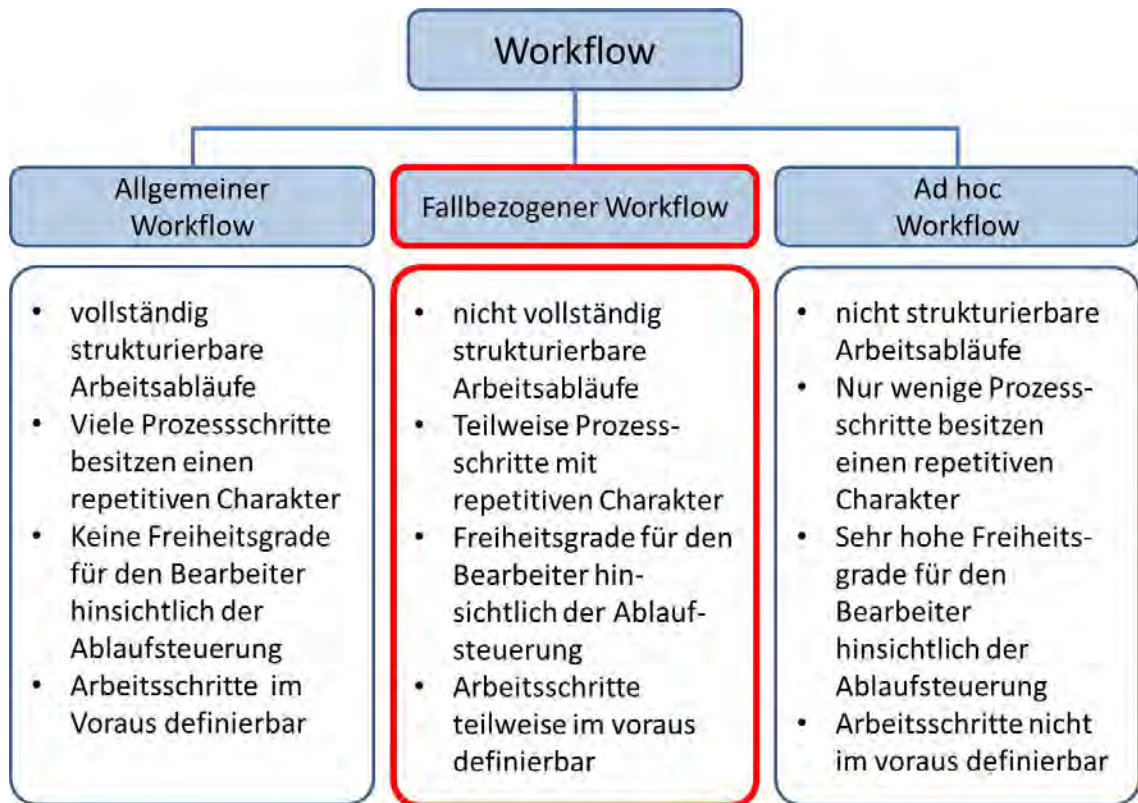 Workflow
Allgemeiner
Workflow
Fallbezogener Workflow
Ad hoc
Workflow
• vollständig
strukturierbare
Arbeitsabläufe
• Viele Prozessschritte
besitzen einen
repetitiven Charakter
• Keine Freiheitsgrade
für den Bearbeiter
hinsichtlich der
Ablaufsteuerung
• Arbeitsschritte im
Voraus definierbar
• nicht vollständig
strukturierbare
Arbeitsabläufe
• Teilweise Prozess-
schritte mit
repetitiven Charakter
• Freiheitsgrade für den
Bearbeiter hin-
sichtlich der Ablauf-
steuerung
• Arbeitsschritte
teilweise im voraus
definierbar
• nicht strukturierbare
Arbeitsabläufe
• Nur wenige Prozess-
schritte besitzen
einen repetitiven
Charakter
• Sehr hohe Freiheits-
grade für den
Bearbeiter
hinsichtlich der
Ablaufsteuerung
• Arbeitsschritte nicht
im voraus definierbar